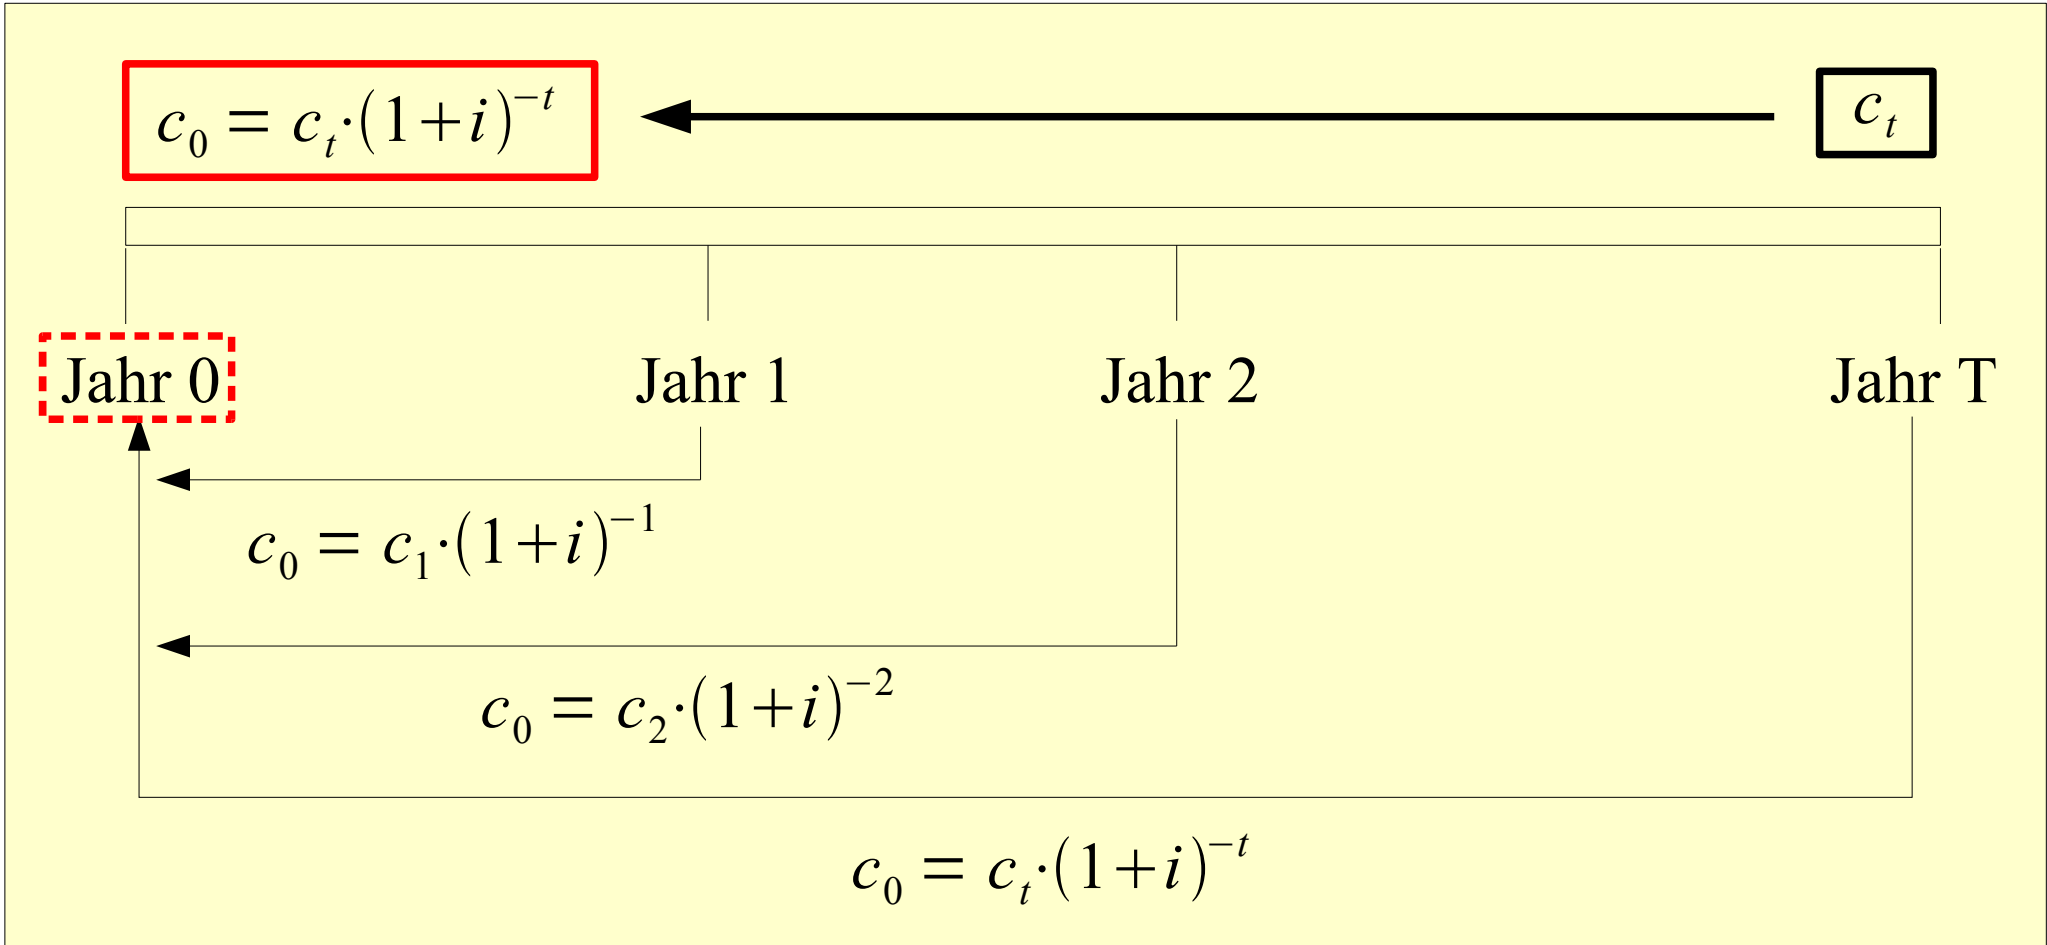 c₀ = cₜ·(1+i)⁻ᵗ
cₜ
Jahr 0
Jahr 1
Jahr 2
Jahr T
c₀ = c₁·(1+i)⁻¹
c₀ = c₂·(1+i)⁻²
c₀ = cₜ·(1+i)⁻ᵗ